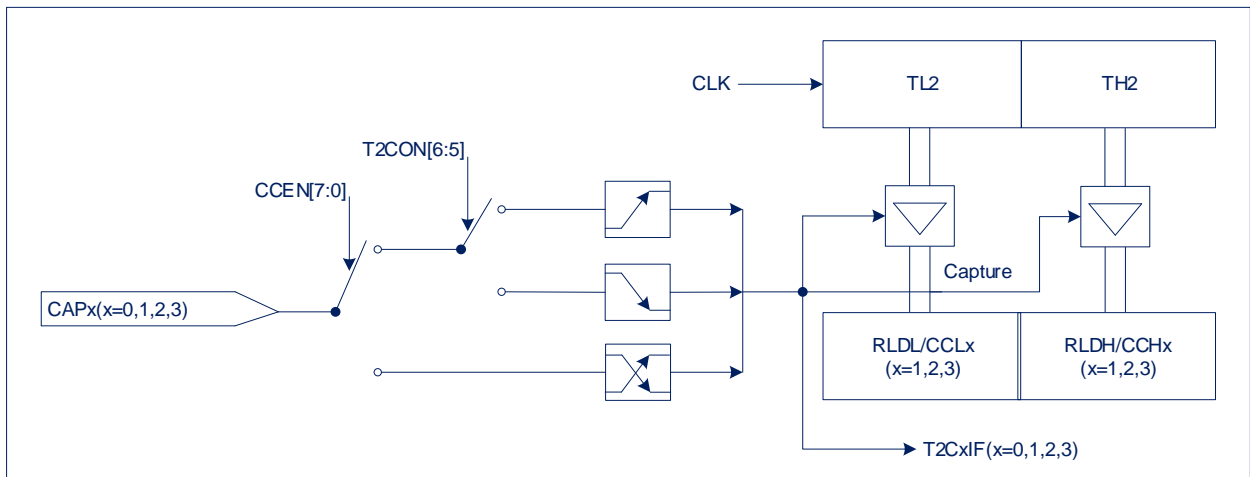 CLK
TL2
TH2
T2CON[6:5]
CCEN[7:0]
Capture
CAPx(x=0,1,2,3)
RLDL/CCLx
(x=1,2,3)
RLDH/CCHx
(x=1,2,3)
T2CxIF(x=0,1,2,3)